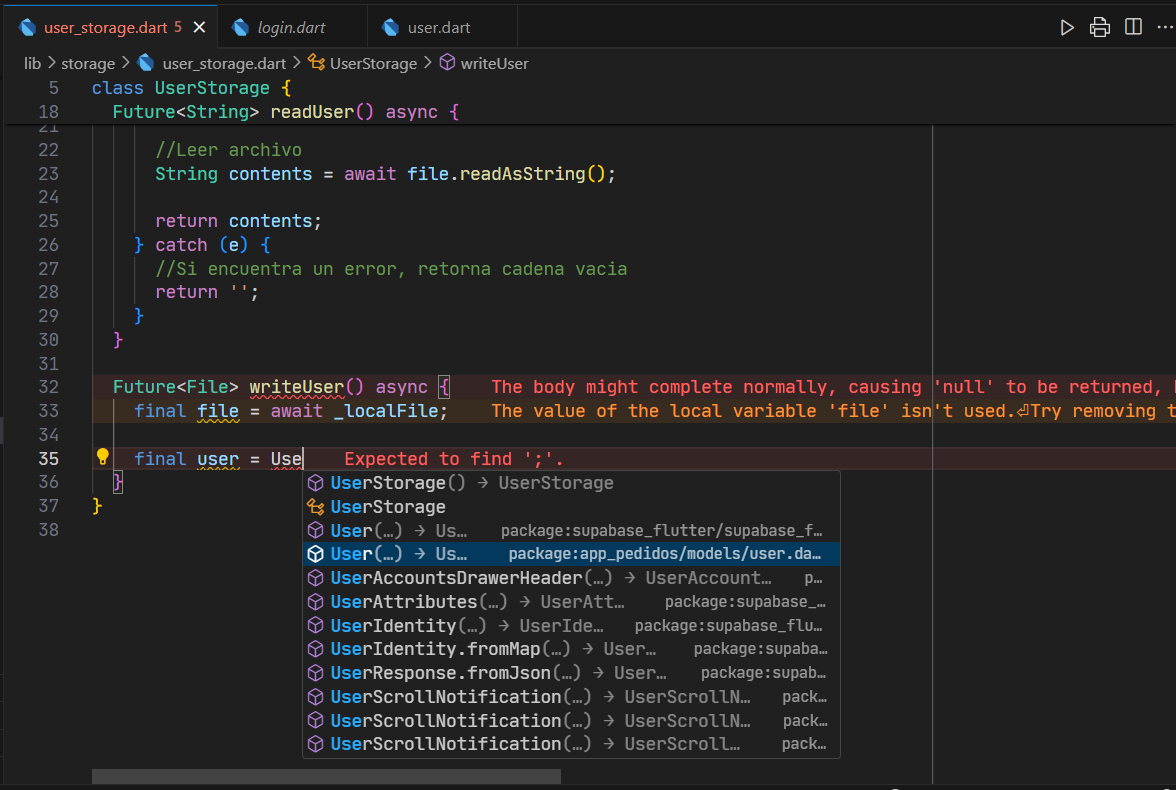 user_storage.dart 5 login.dart user.dart
lib > storage > user_storage.dart > UserStorage > writeUser
5 class UserStorage {
18 Future<String> readUser() async {
21
22 //Leer archivo
23 String contents = await file.readAsString();
24
25 return contents;
26 } catch (e) {
27 //Si encuentra un error, retorna cadena vacia
28 return '';
29 }
30 }
31
32 Future<File> writeUser() async { The body might complete normally, causing 'null' to be returned,
33 final file = await _localFile; The value of the local variable 'file' isn't used.⏎Try removing t
34
35 final user = Use Expected to find ';'.
36 }
37 }
38
UserStorage() → UserStorage
UserStorage
User(…) → Us… package:supabase_flutter/supabase_f…
User(…) → Us… package:app_pedidos/models/user.da…
UserAccountsDrawerHeader(…) → UserAccount… p…
UserAttributes(…) → UserAtt… package:supabase_…
UserIdentity(…) → UserIde… package:supabase_flu…
UserIdentity.fromMap(…) → User… package:supaba…
UserResponse.fromJson(…) → User… package:supab…
UserScrollNotification(…) → UserScrollN… pack…
UserScrollNotification(…) → UserScrollN… pack…
UserScrollNotification(…) → UserScroll… pack…